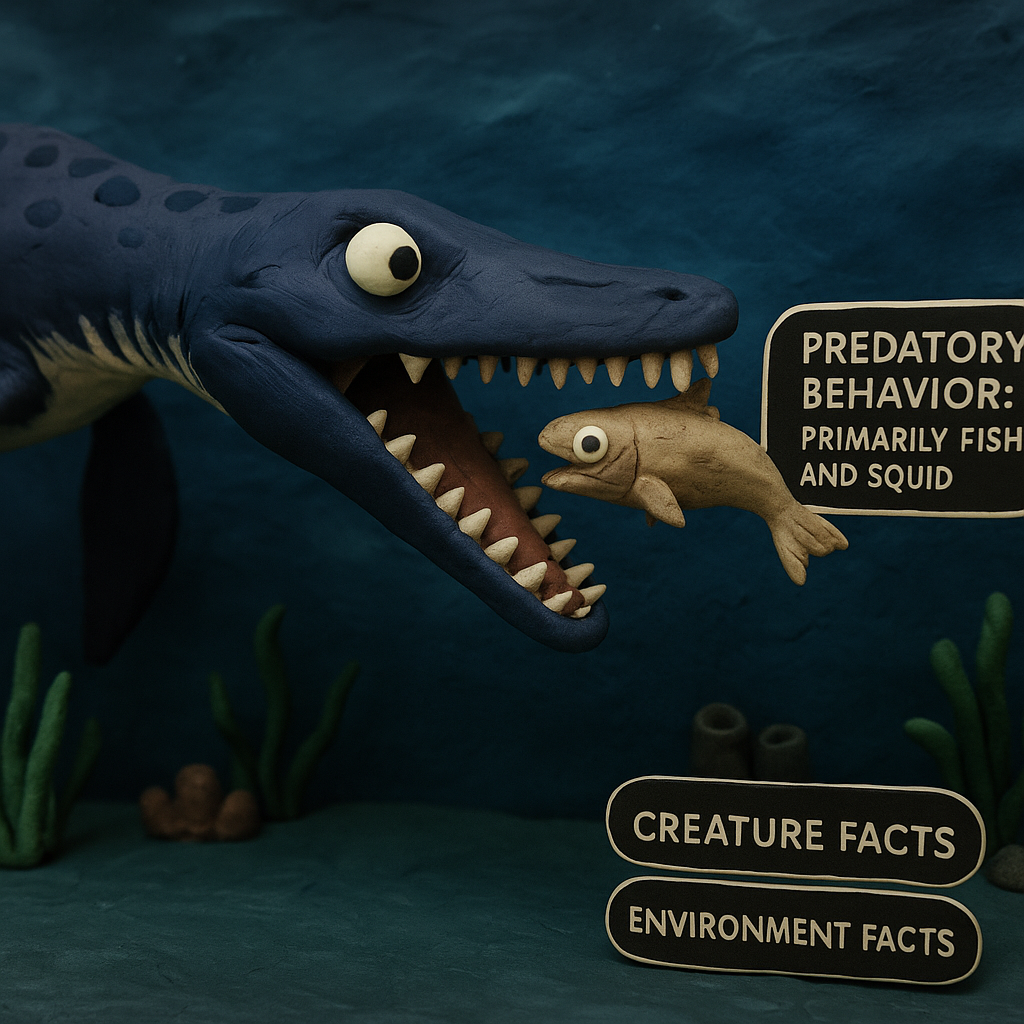 PREDATORY
BEHAVIOR:
PRIMARILY FISH
AND SQUID
CREATURE FACTS
ENVIRONMENT FACTS